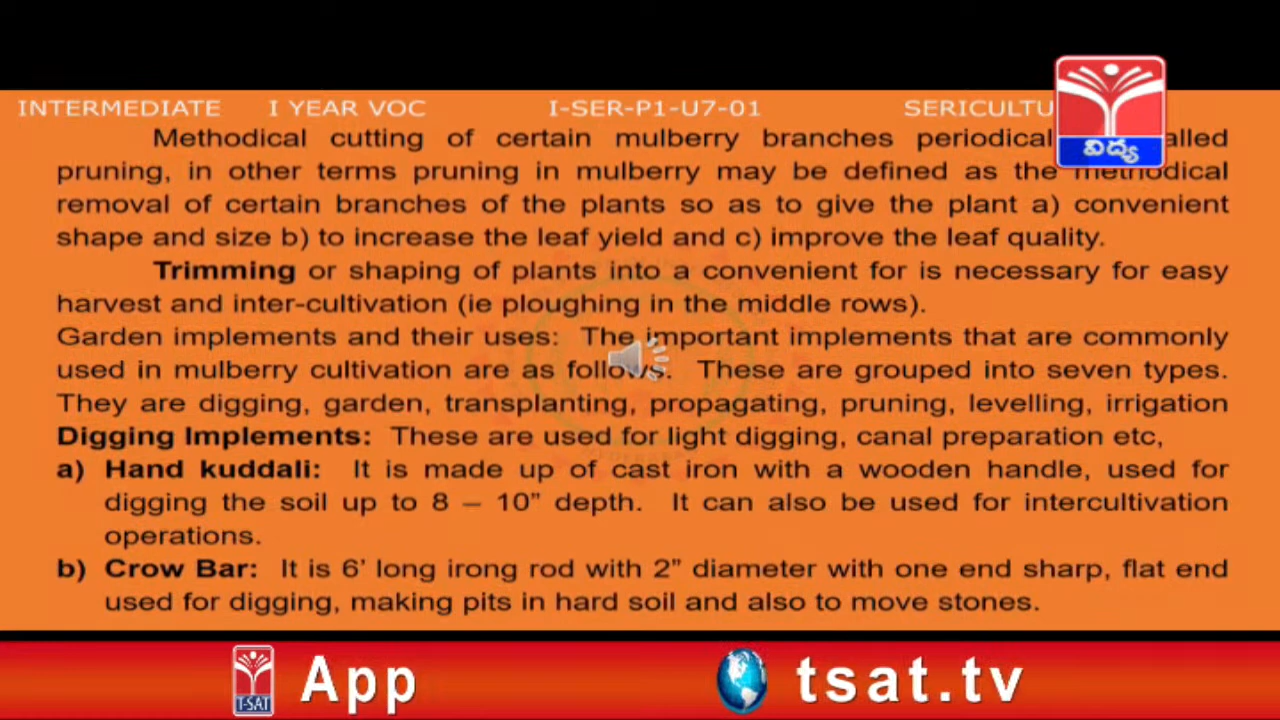 INTERMEDIATE I YEAR VOC I-SER-P1-U7-01 SERICULTU
విద్య
Methodical cutting of certain mulberry branches periodical alled
pruning, in other terms pruning in mulberry may be defined as the methodical
removal of certain branches of the plants so as to give the plant a) convenient
shape and size b) to increase the leaf yield and c) improve the leaf quality.
Trimming or shaping of plants into a convenient for is necessary for easy
harvest and inter-cultivation (ie ploughing in the middle rows).
Garden implements and their uses: The important implements that are commonly
used in mulberry cultivation are as follows. These are grouped into seven types.
They are digging, garden, transplanting, propagating, pruning, levelling, irrigation
Digging Implements: These are used for light digging, canal preparation etc,
a) Hand kuddali: It is made up of cast iron with a wooden handle, used for
digging the soil up to 8 – 10” depth. It can also be used for intercultivation
operations.
b) Crow Bar: It is 6’ long irong rod with 2” diameter with one end sharp, flat end
used for digging, making pits in hard soil and also to move stones.
T-SAT App tsat.tv